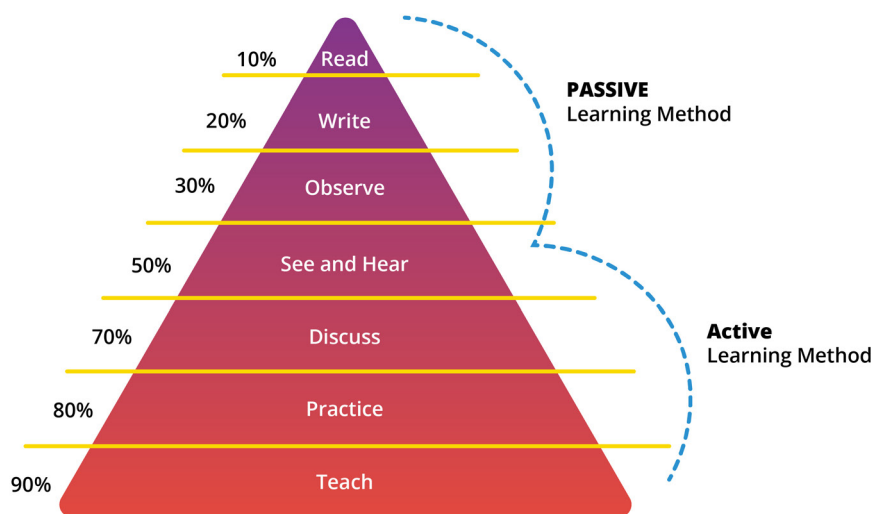 10% Read
PASSIVE
Learning Method
20% Write
30% Observe
50% See and Hear
70% Discuss
Active
Learning Method
80% Practice
90% Teach